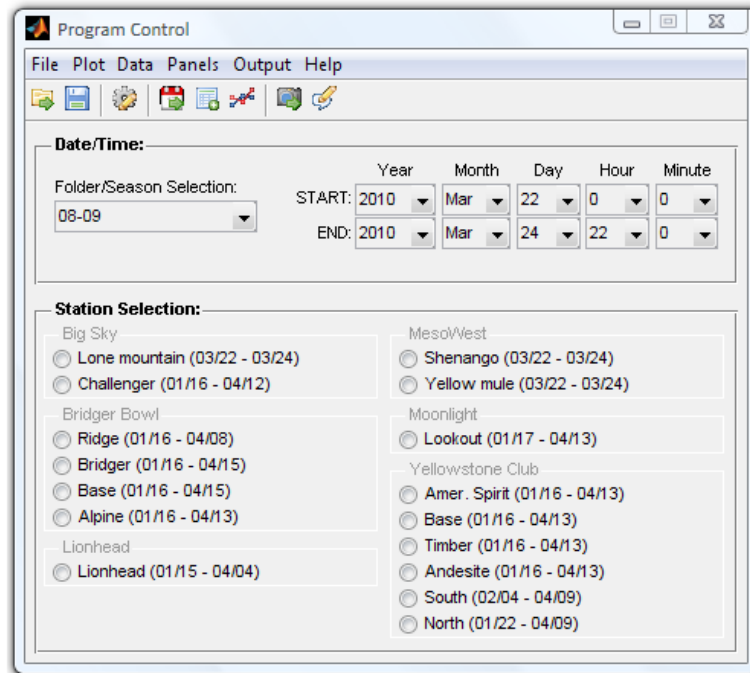 Program Control
File Plot Data Panels Output Help
Date/Time:
Year Month Day Hour Minute
Folder/Season Selection:
START: 2010 Mar 22 0 0
08-09
END: 2010 Mar 24 22 0
Station Selection:
Big Sky
Lone mountain (03/22 - 03/24)
Challenger (01/16 - 04/12)
Bridger Bowl
Ridge (01/16 - 04/08)
Bridger (01/16 - 04/15)
Base (01/16 - 04/15)
Alpine (01/16 - 04/13)
Lionhead
Lionhead (01/15 - 04/04)
MesoWest
Shenango (03/22 - 03/24)
Yellow mule (03/22 - 03/24)
Moonlight
Lookout (01/17 - 04/13)
Yellowstone Club
Amer. Spirit (01/16 - 04/13)
Base (01/16 - 04/13)
Timber (01/16 - 04/13)
Andesite (01/16 - 04/13)
South (02/04 - 04/09)
North (01/22 - 04/09)